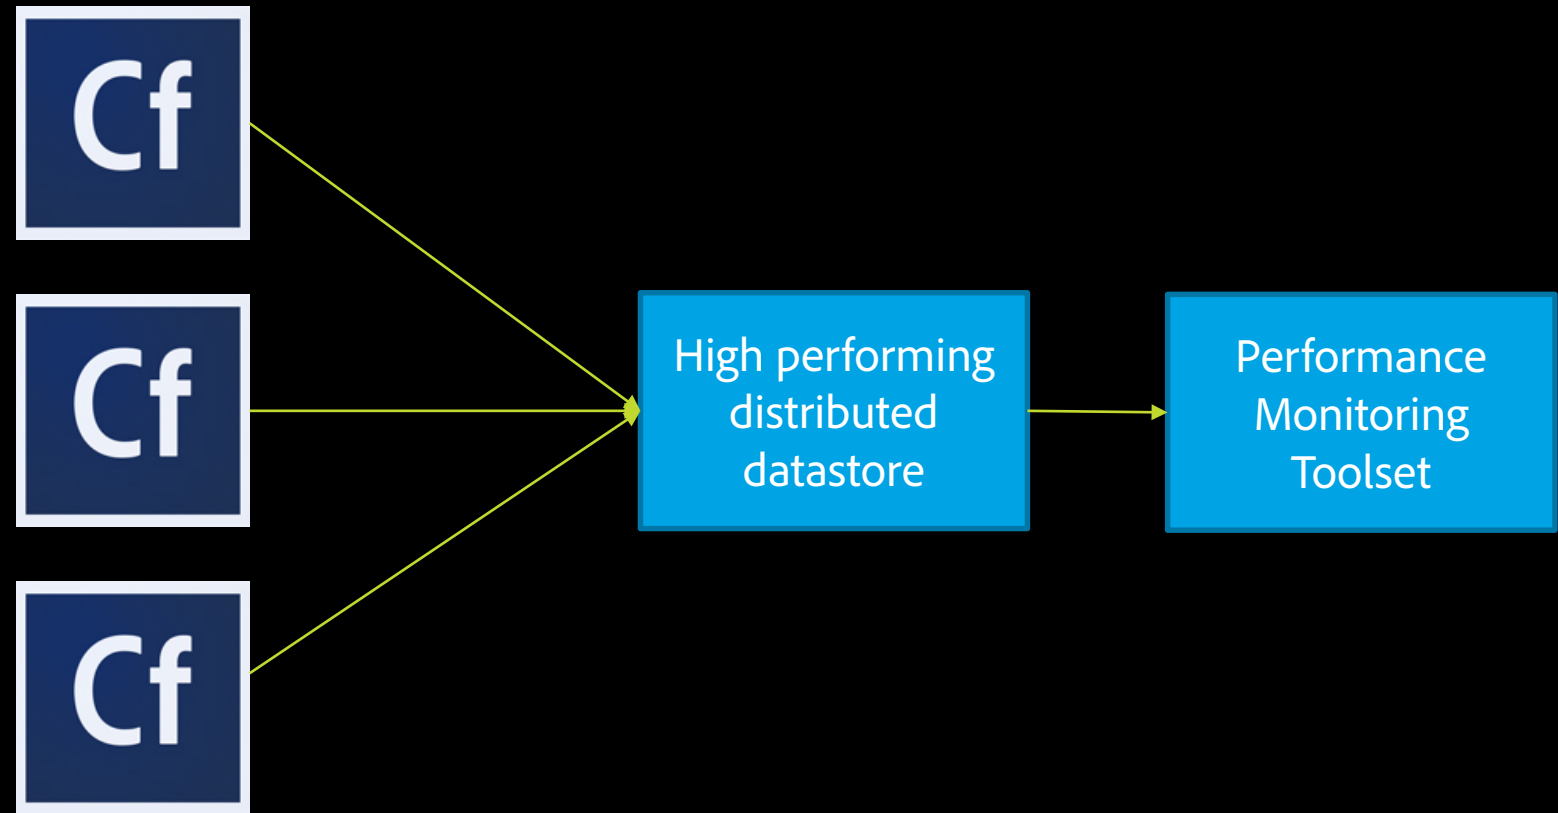 Cf
Cf
Cf
High performing
distributed
datastore
Performance
Monitoring
Toolset